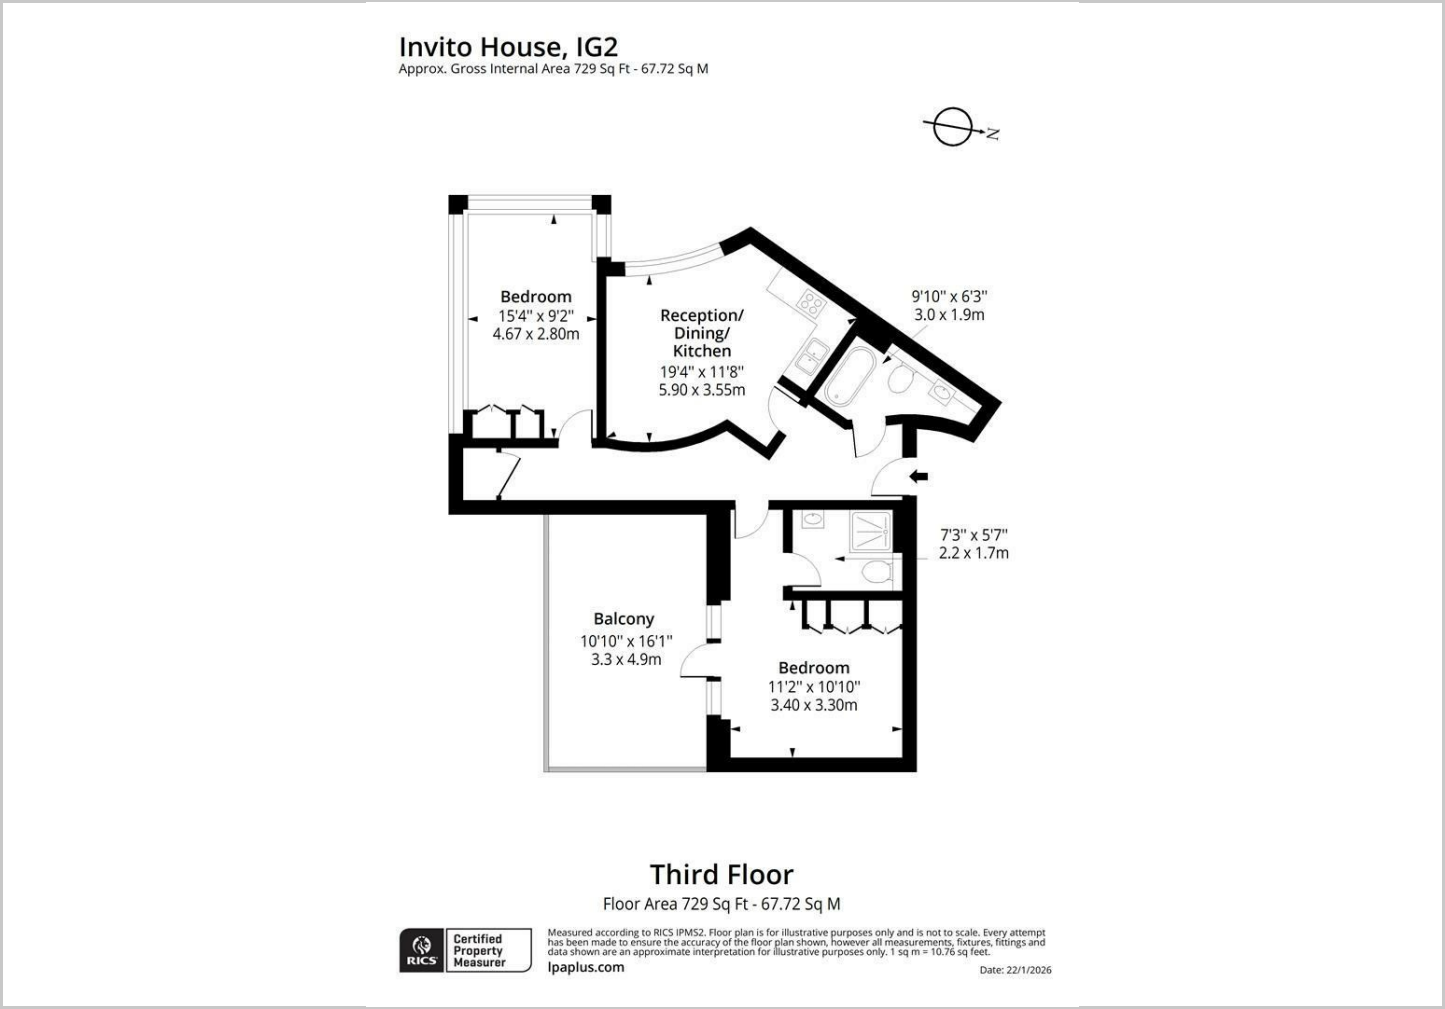 Invito House, IG2
Approx. Gross Internal Area 729 Sq Ft - 67.72 Sq M
N
Bedroom
15'4" x 9'2"
4.67 x 2.80m
Reception/
Dining/
Kitchen
19'4" x 11'8"
5.90 x 3.55m
9'10" x 6'3"
3.0 x 1.9m
7'3" x 5'7"
2.2 x 1.7m
Balcony
10'10" x 16'1"
3.3 x 4.9m
Bedroom
11'2" x 10'10"
3.40 x 3.30m
Third Floor
Floor Area 729 Sq Ft - 67.72 Sq M
RICS
Certified
Property
Measurer
Measured according to RICS IPMS2. Floor plan is for illustrative purposes only and is not to scale. Every attempt
has been made to ensure the accuracy of the floor plan shown, however all measurements, fixtures, fittings and
data shown are an approximate interpretation for illustrative purposes only. 1 sq m = 10.76 sq feet.
lpaplus.com
Date: 22/1/2026